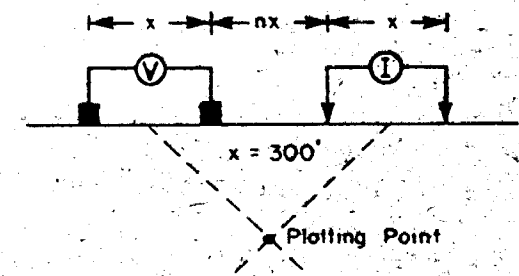 x nx x
V I
x = 300'
Plotting Point